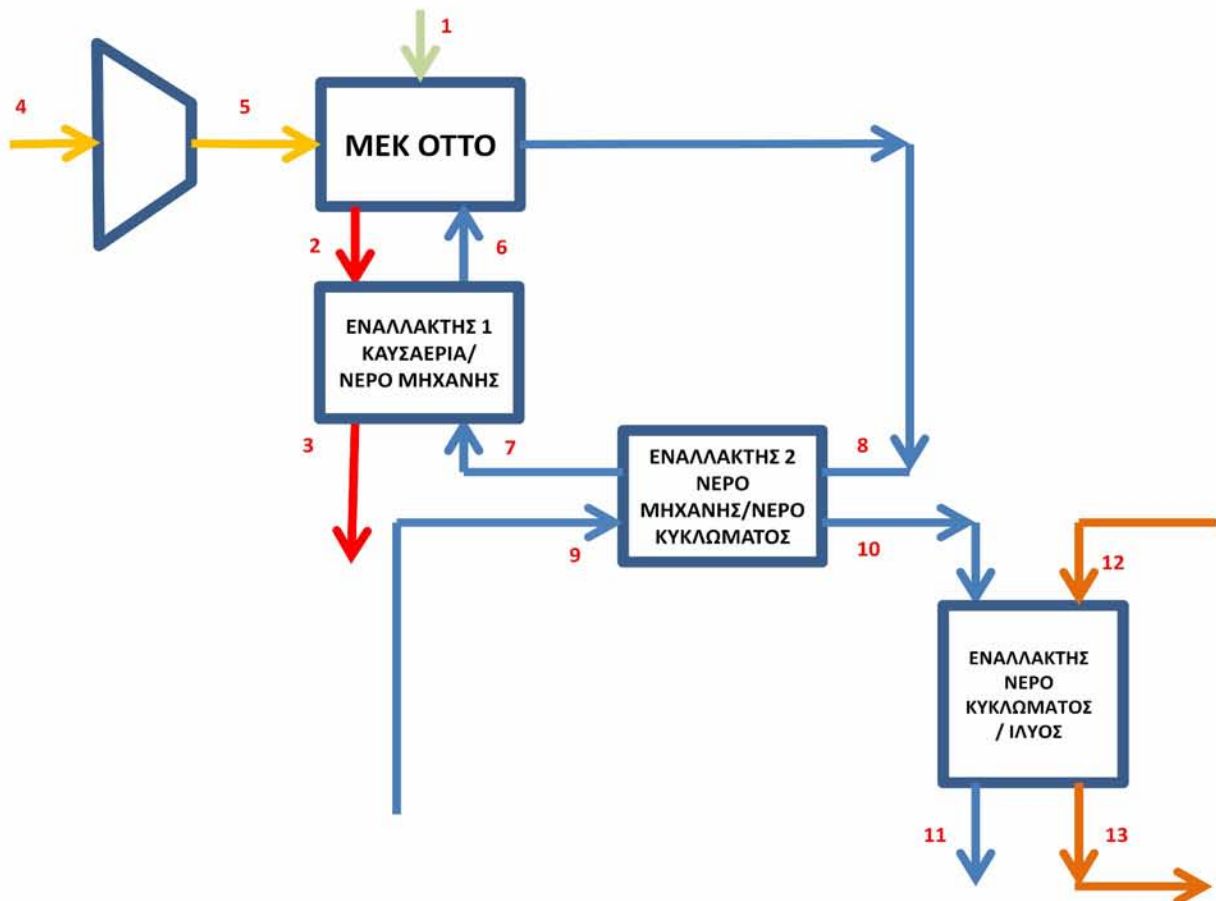 1
4
5
ΜΕΚ ΟΤΤΟ
2
6
ΕΝΑΛΛΑΚΤΗΣ 1
ΚΑΥΣΑΕΡΙΑ/
ΝΕΡΟ ΜΗΧΑΝΗΣ
3
7
8
ΕΝΑΛΛΑΚΤΗΣ 2
ΝΕΡΟ
ΜΗΧΑΝΗΣ/ΝΕΡΟ
ΚΥΚΛΩΜΑΤΟΣ
9
10
12
ΕΝΑΛΛΑΚΤΗΣ
ΝΕΡΟ
ΚΥΚΛΩΜΑΤΟΣ
/ ΙΛΥΟΣ
11
13